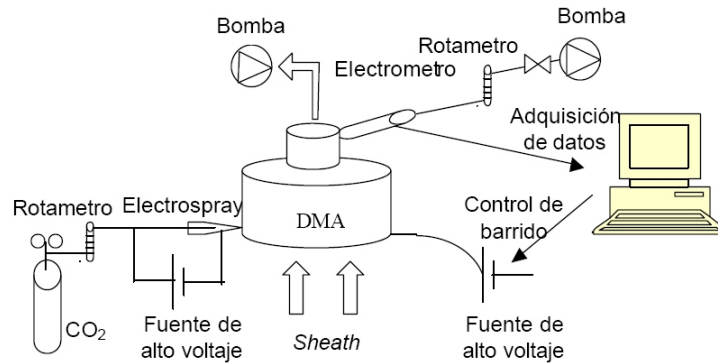 Bomba
Bomba
Rotametro
Electrometro
Adquisición
de datos
Rotametro
Electrospray
DMA
Control de
barrido
CO2
Fuente de
alto voltaje
Sheath
Fuente de
alto voltaje